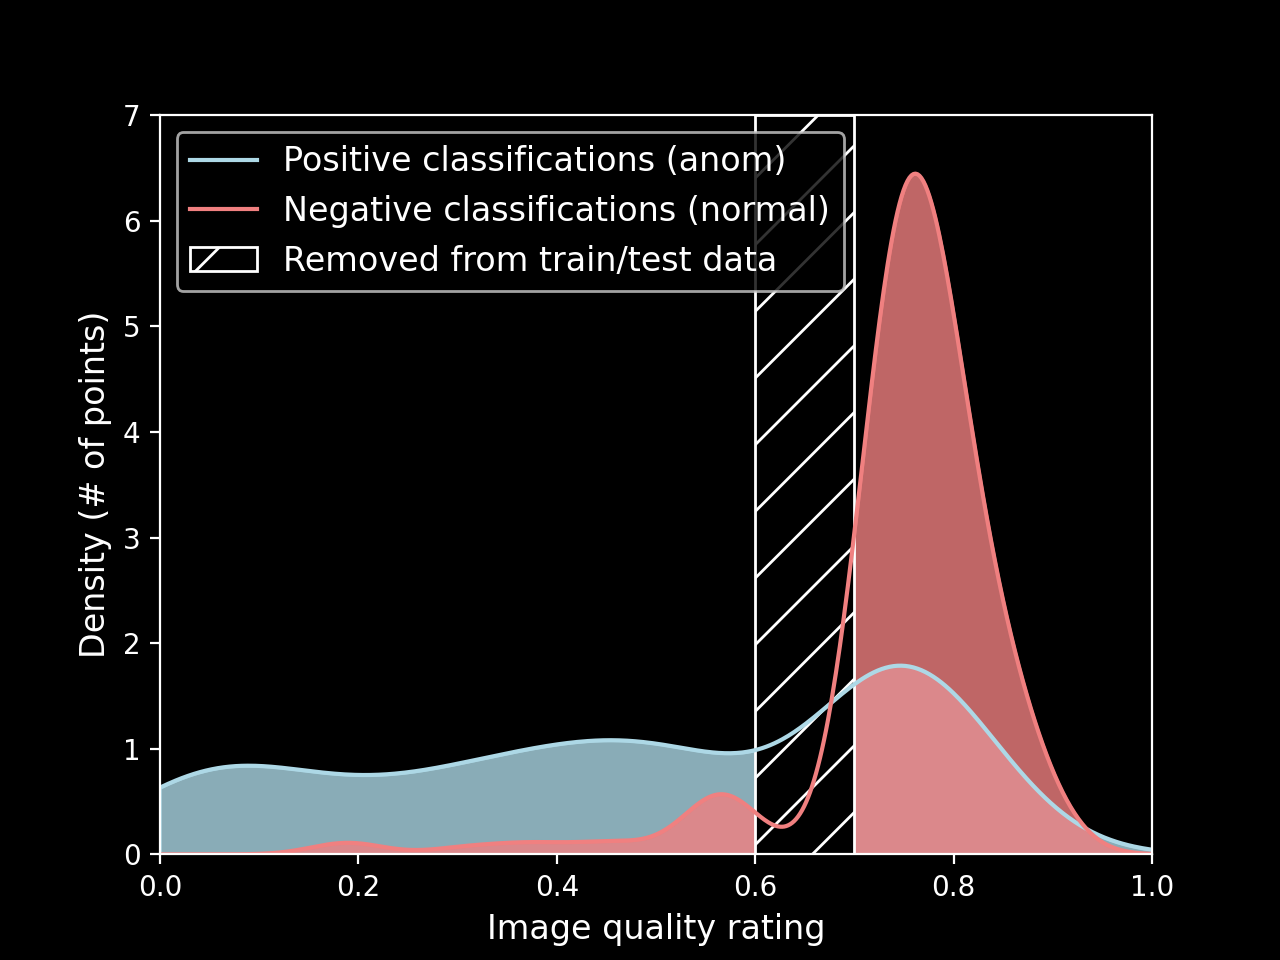 7
6
5
4
3
2
1
0
Density (# of points)
Positive classifications (anom)
Negative classifications (normal)
Removed from train/test data
0.0 0.2 0.4 0.6 0.8 1.0
Image quality rating